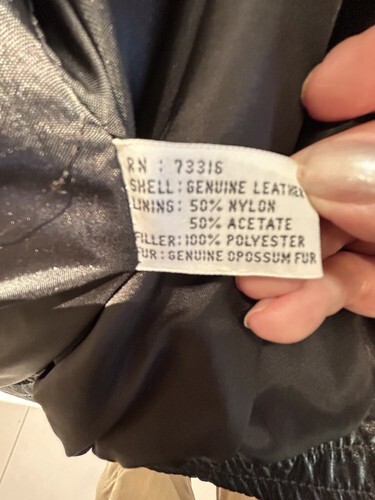 RN : 73316
SHELL: GENUINE LEATHER
LINING: 50% NYLON
50% ACETATE
FILLER: 100% POLYESTER
FUR: GENUINE OPOSSUM FUR